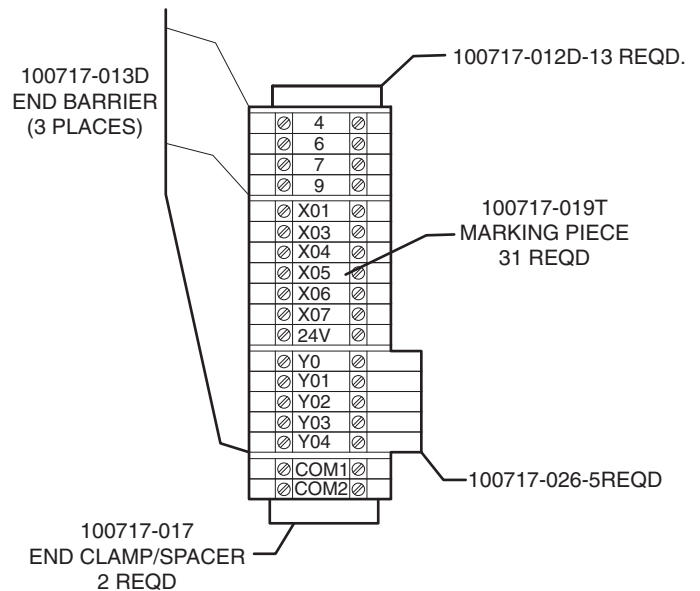 100717-012D-13 REQD.
100717-013D
END BARRIER
(3 PLACES)
4
6
7
9
X01
X03
X04
X05
X06
X07
24V
100717-019T
MARKING PIECE
31 REQD
Y0
Y01
Y02
Y03
Y04
COM1
COM2
100717-026-5REQD
100717-017
END CLAMP/SPACER
2 REQD